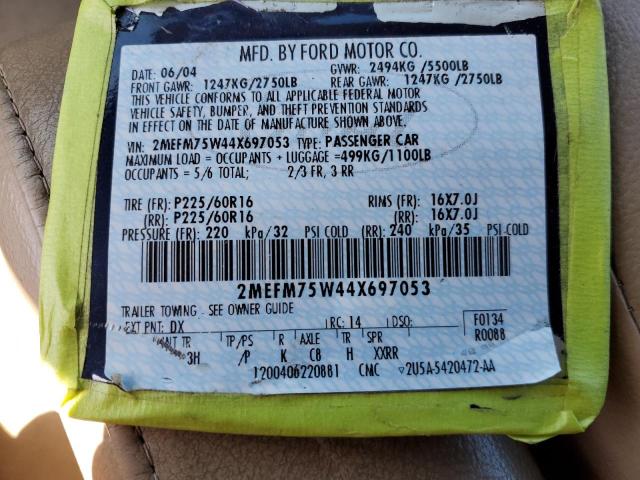 MFD. BY FORD MOTOR CO.
DATE: 06/04 GVWR: 2494KG /5500LB
FRONT GAWR: 1247KG/2750LB REAR GAWR: 1247KG /2750LB
THIS VEHICLE CONFORMS TO ALL APPLICABLE FEDERAL MOTOR
VEHICLE SAFETY, BUMPER, AND THEFT PREVENTION STANDARDS
IN EFFECT ON THE DATE OF MANUFACTURE SHOWN ABOVE.
VIN: 2MEFM75W44X697053 TYPE: PASSENGER CAR
MAXIMUM LOAD = OCCUPANTS + LUGGAGE =499KG/1100LB
OCCUPANTS = 5/6 TOTAL; 2/3 FR, 3 RR
TIRE (FR): P225/60R16 RIMS (FR): 16X7.0J
(RR): P225/60R16 (RR): 16X7.0J
PRESSURE (FR): 220 kPa/32 PSI COLD (RR): 240 kPa/35 PSI COLD
2MEFM75W44X697053
TRAILER TOWING - SEE OWNER GUIDE
EXT PNT: DX RC: 14 DSO: F0134
INT TR TP/PS R AXLE TR SPR R0088
3H /P K C8 H XXRR
1200406220881 CMC 2U5A-5420472-AA